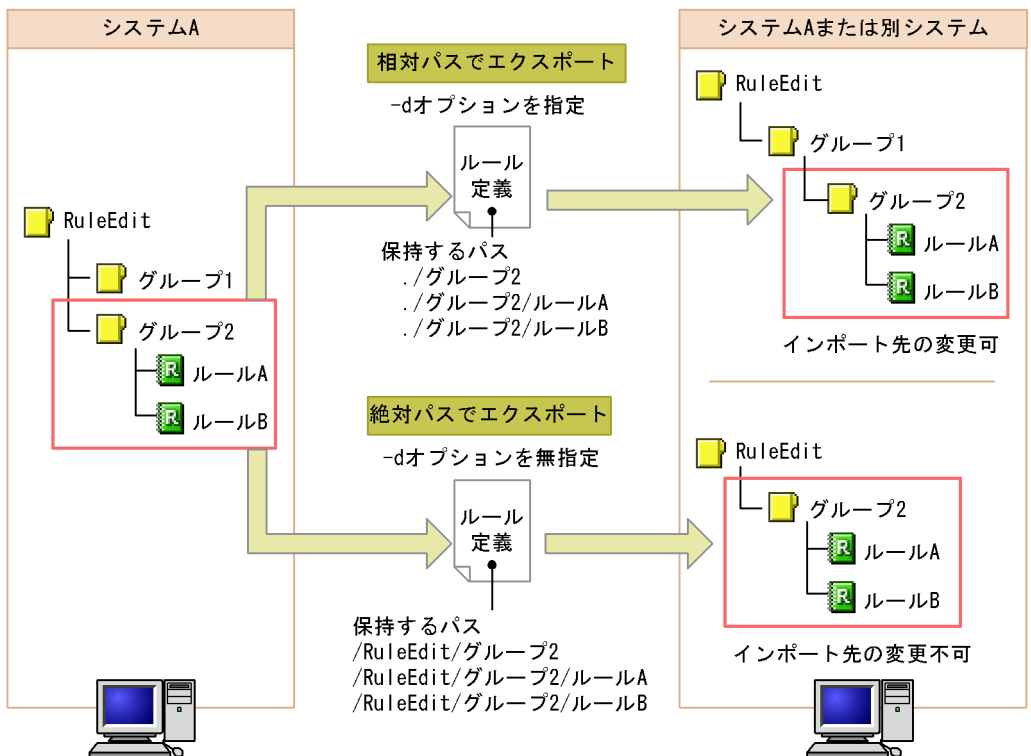 システムA
RuleEdit
グループ1
グループ2
R ルールA
R ルールB
相対パスでエクスポート
-dオプションを指定
ルール
定義
保持するパス
./グループ2
./グループ2/ルールA
./グループ2/ルールB
絶対パスでエクスポート
-dオプションを無指定
ルール
定義
保持するパス
/RuleEdit/グループ2
/RuleEdit/グループ2/ルールA
/RuleEdit/グループ2/ルールB
システムAまたは別システム
RuleEdit
グループ1
グループ2
R ルールA
R ルールB
インポート先の変更可
RuleEdit
グループ2
R ルールA
R ルールB
インポート先の変更不可